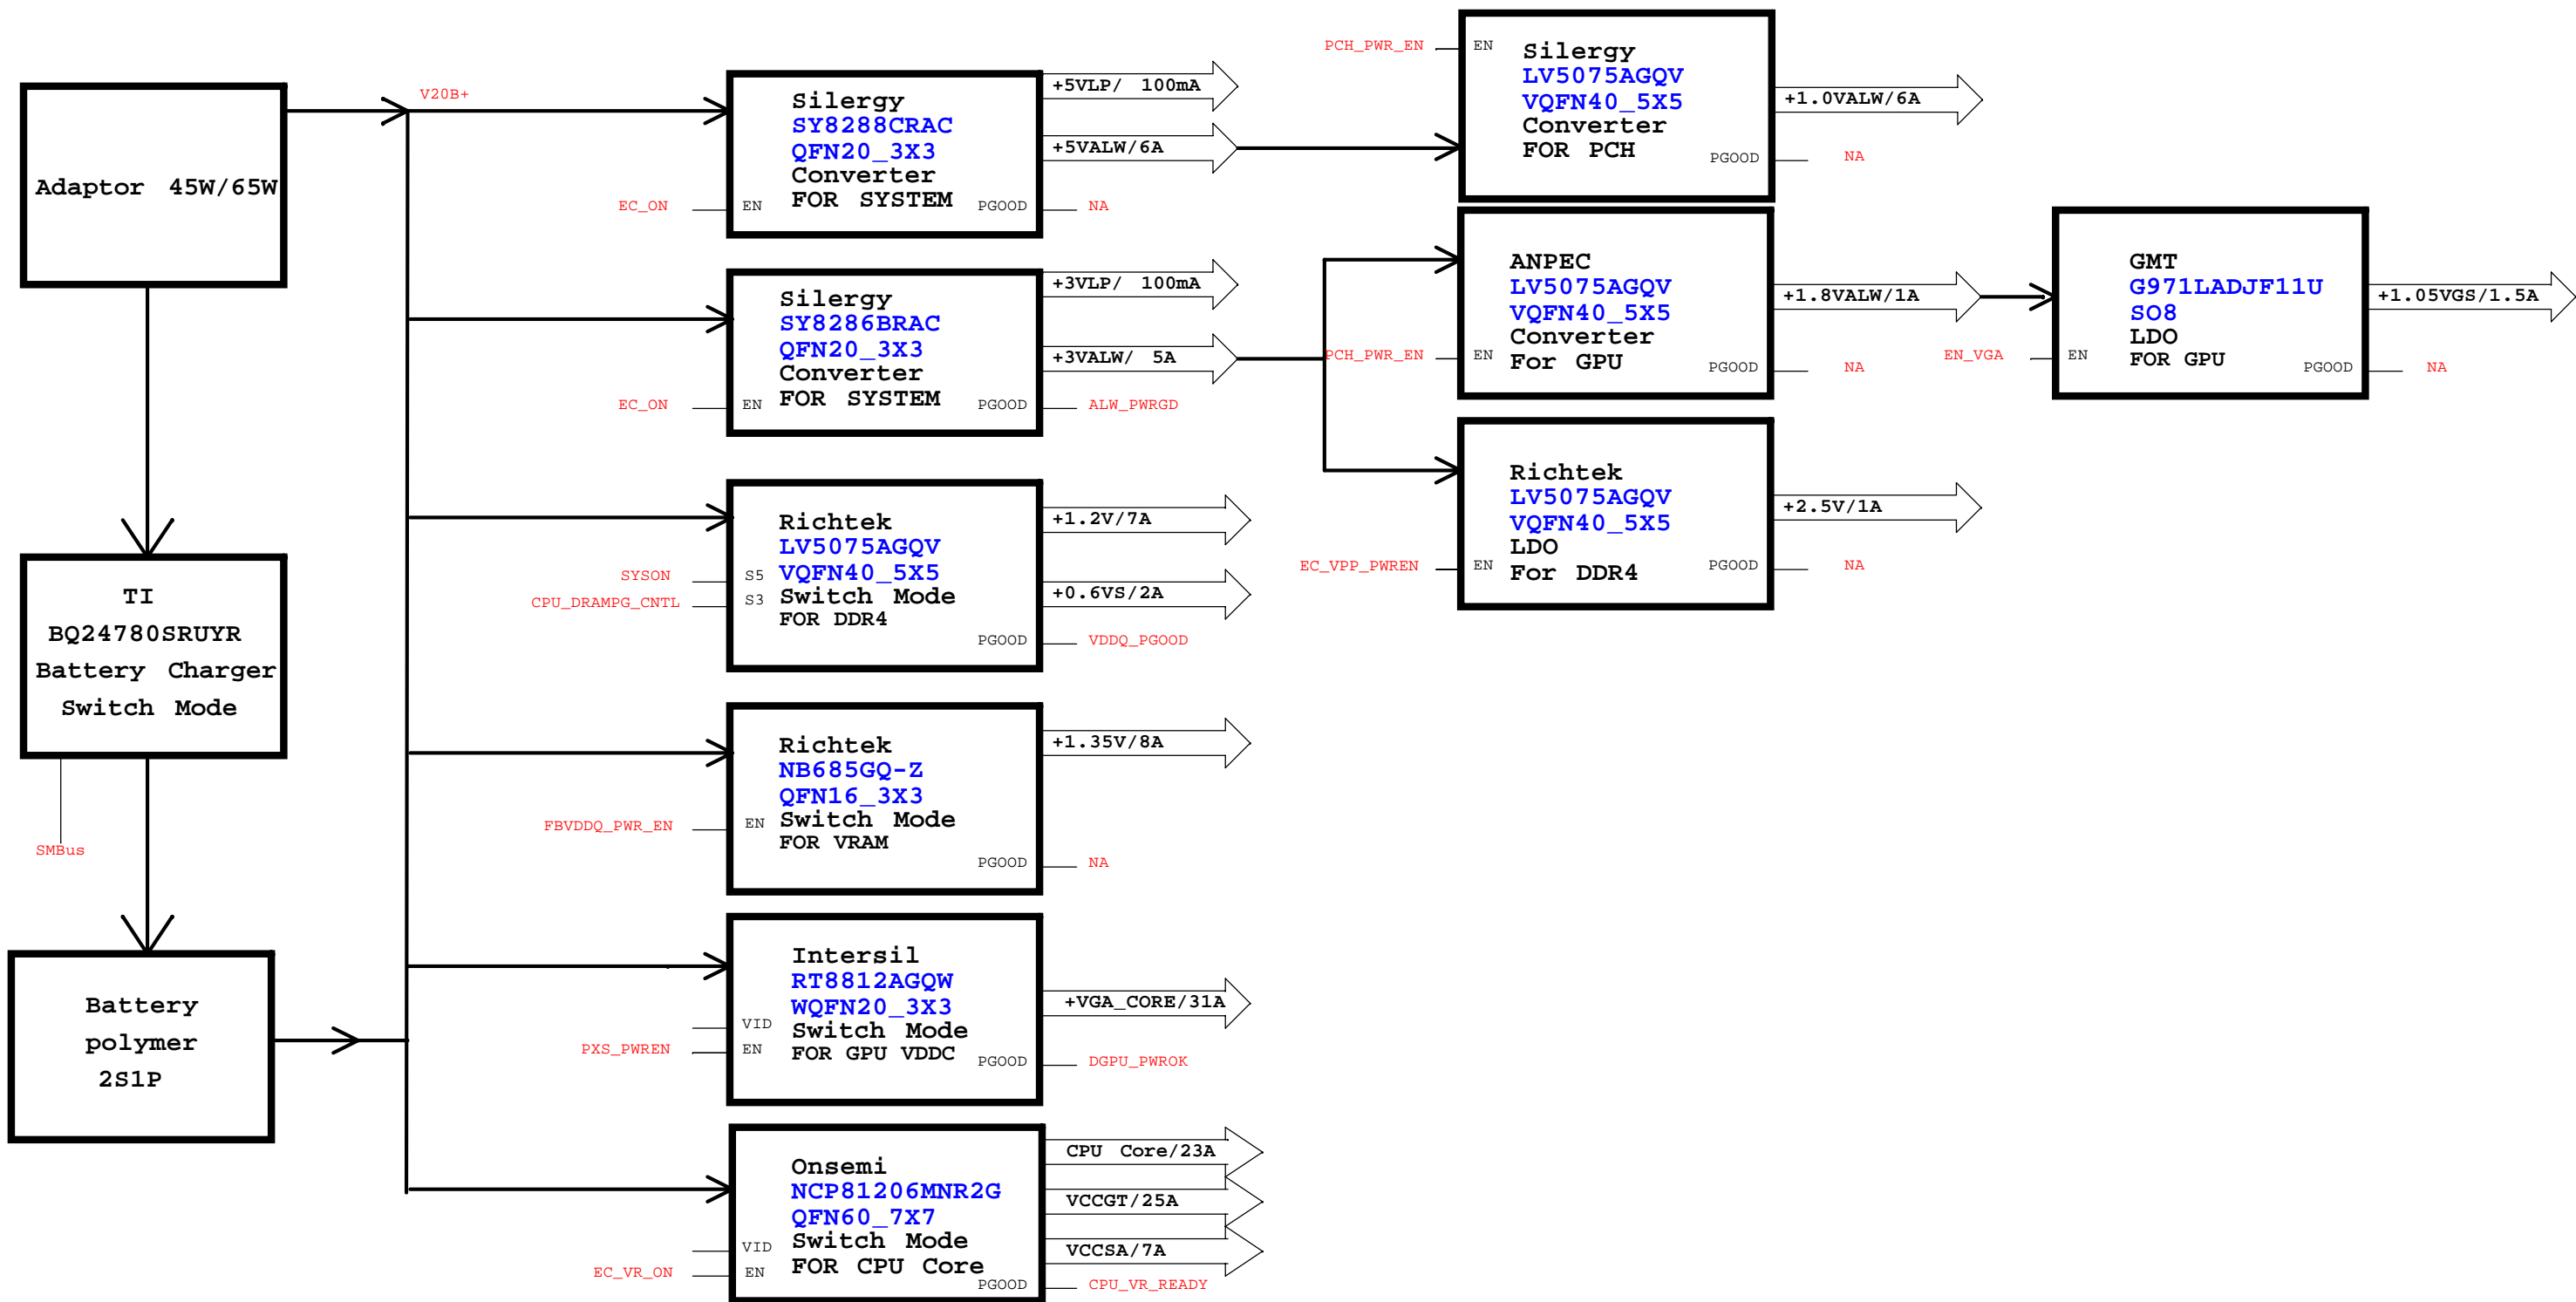 Adaptor 45W/65W
TI
BQ24780SRUYR
Battery Charger
Switch Mode
SMBus
Battery
polymer
2S1P
V20B+
Silergy
SY8288CRAC
QFN20_3X3
Converter
FOR SYSTEM
EC_ON
EN
PGOOD
NA
+5VLP/ 100mA
+5VALW/6A
Silergy
SY8286BRAC
QFN20_3X3
Converter
FOR SYSTEM
EC_ON
EN
PGOOD
ALW_PWRGD
+3VLP/ 100mA
+3VALW/ 5A
Richtek
LV5075AGQV
VQFN40_5X5
Switch Mode
FOR DDR4
SYSON
S5
CPU_DRAMPG_CNTL
S3
PGOOD
VDDQ_PGOOD
+1.2V/7A
+0.6VS/2A
Richtek
NB685GQ-Z
QFN16_3X3
Switch Mode
FOR VRAM
FBVDDQ_PWR_EN
EN
PGOOD
NA
+1.35V/8A
Intersil
RT8812AGQW
WQFN20_3X3
Switch Mode
FOR GPU VDDC
VID
PXS_PWREN
EN
PGOOD
DGPU_PWROK
+VGA_CORE/31A
Onsemi
NCP81206MNR2G
QFN60_7X7
Switch Mode
FOR CPU Core
VID
EC_VR_ON
EN
PGOOD
CPU_VR_READY
CPU Core/23A
VCCGT/25A
VCCSA/7A
PCH_PWR_EN
EN
Silergy
LV5075AGQV
VQFN40_5X5
Converter
FOR PCH
PGOOD
NA
+1.0VALW/6A
ANPEC
LV5075AGQV
VQFN40_5X5
Converter
For GPU
PCH_PWR_EN
EN
PGOOD
NA
+1.8VALW/1A
Richtek
LV5075AGQV
VQFN40_5X5
LDO
For DDR4
EC_VPP_PWREN
EN
PGOOD
NA
+2.5V/1A
GMT
G971LADJF11U
SO8
LDO
FOR GPU
EN_VGA
EN
PGOOD
NA
+1.05VGS/1.5A